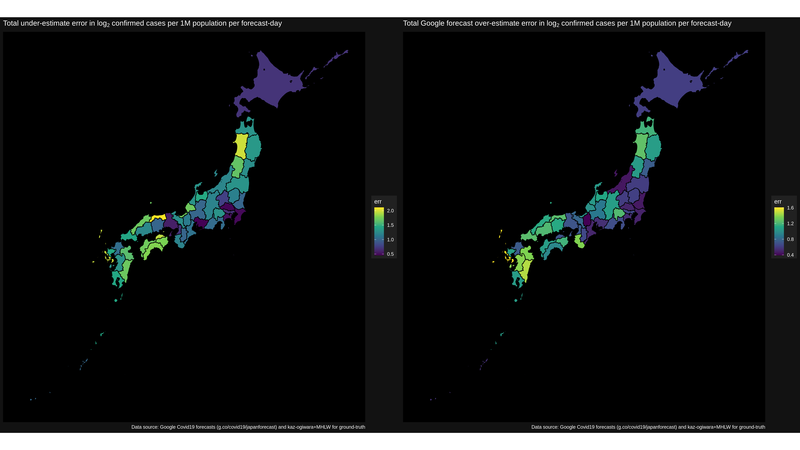 Total under-estimate error in log₂ confirmed cases per 1M population per forecast-day
err
2.0
1.5
1.0
0.5
Data source: Google Covid19 forecasts (g.co/covid19/japanforecast) and kaz-ogiwara+MHLW for ground-truth
Total Google forecast over-estimate error in log₂ confirmed cases per 1M population per forecast-day
err
1.6
1.2
0.8
0.4
Data source: Google Covid19 forecasts (g.co/covid19/japanforecast) and kaz-ogiwara+MHLW for ground-truth